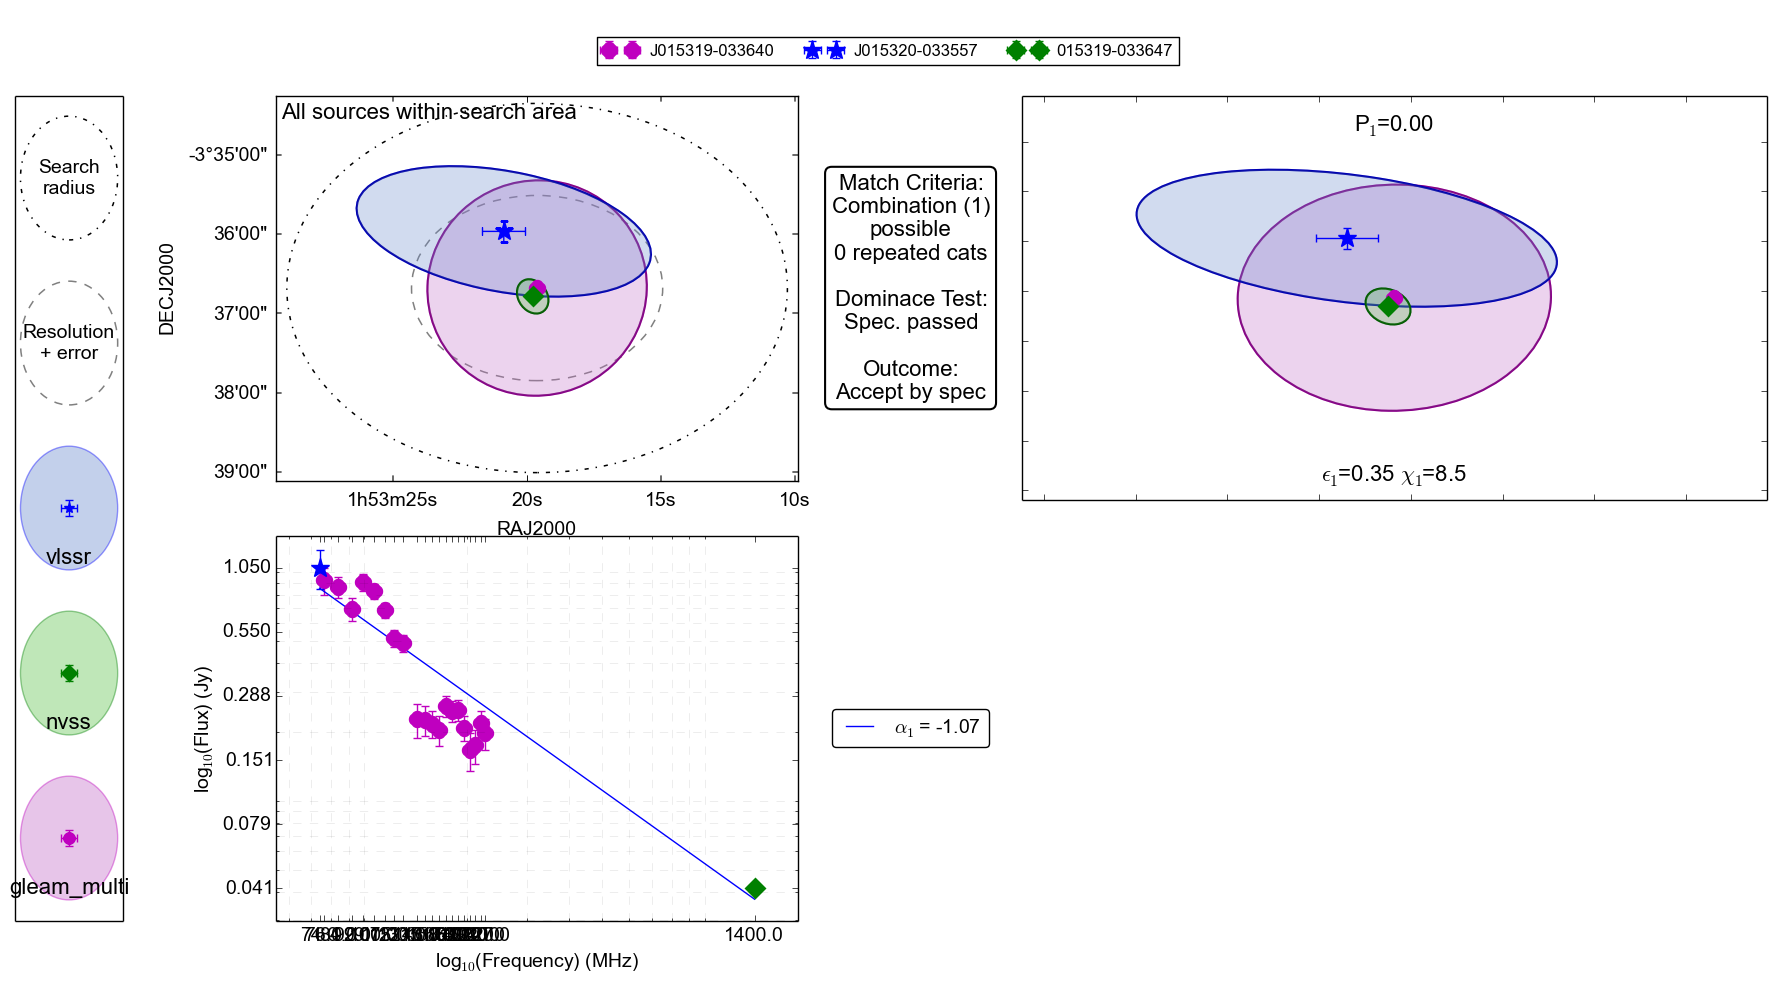 J015319-033640
J015320-033557
015319-033647
Search
radius
Resolution
+ error
vlssr
nvss
gleam_multi
All sources within search area
-3°35'00"
36'00"
37'00"
38'00"
39'00"
DECJ2000
1h53m25s
20s
15s
10s
RAJ2000
Match Criteria:
Combination (1)
possible
0 repeated cats
Dominace Test:
Spec. passed
Outcome:
Accept by spec
P₁=0.00
ϵ₁=0.35 χ₁=8.5
1.050
0.550
0.288
0.151
0.079
0.041
log₁₀(Flux) (Jy)
1400.0
log₁₀(Frequency) (MHz)
α₁ = -1.07